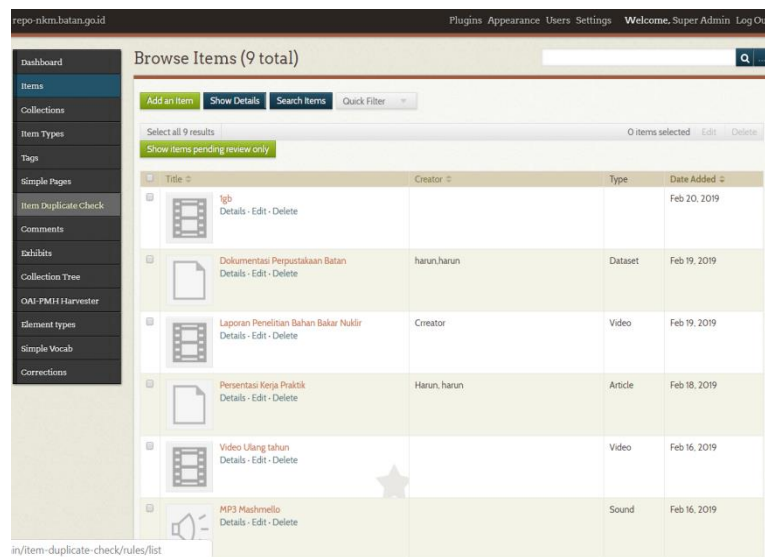 repo-nkm.batan.go.id
Plugins Appearance Users Settings Welcome, Super Admin Log Ou
Dashboard
Items
Collections
Item Types
Tags
Simple Pages
Item Duplicate Check
Comments
Exhibits
Collection Tree
OAI-PMH Harvester
Element types
Simple Vocab
Corrections
Browse Items (9 total)
Add an Item Show Details Search Items Quick Filter
Select all 9 results 0 items selected Edit Delete
Show items pending review only
Title Creator Type Date Added
1gb Feb 20, 2019
Details - Edit - Delete
Dokumentasi Perpustakaan Batan harun,harun Dataset Feb 19, 2019
Details - Edit - Delete
Laporan Penelitian Bahan Bakar Nuklir Crreator Video Feb 19, 2019
Details - Edit - Delete
Persentasi Kerja Praktik Harun, harun Article Feb 18, 2019
Details - Edit - Delete
Video Ulang tahun Video Feb 16, 2019
Details - Edit - Delete
MP3 Mashmello Sound Feb 16, 2019
Details - Edit - Delete
in/item-duplicate-check/rules/list